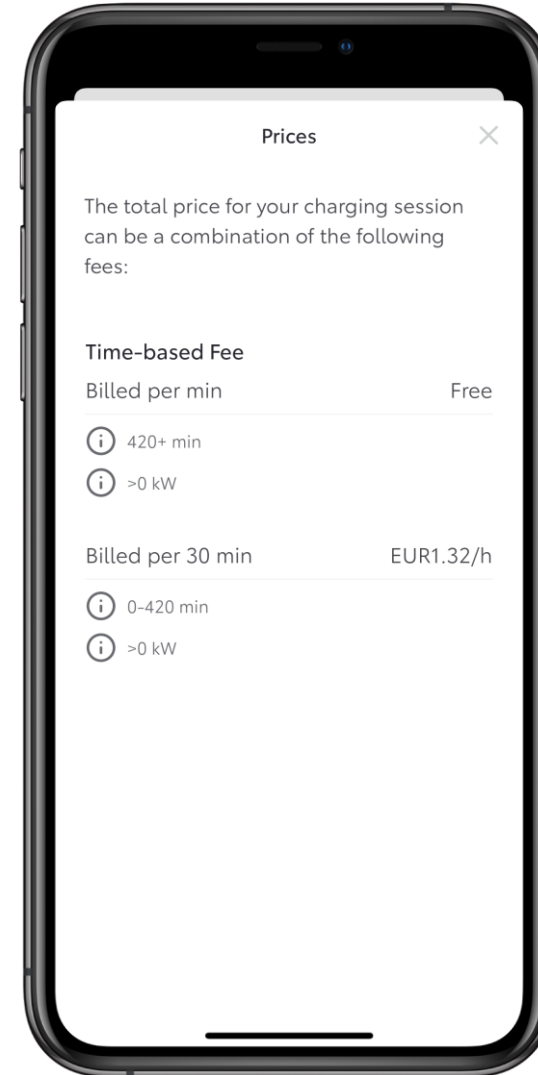 Prices
The total price for your charging session
can be a combination of the following
fees:
Time-based Fee
Billed per min Free
420+ min
>0 kW
Billed per 30 min EUR1.32/h
0-420 min
>0 kW